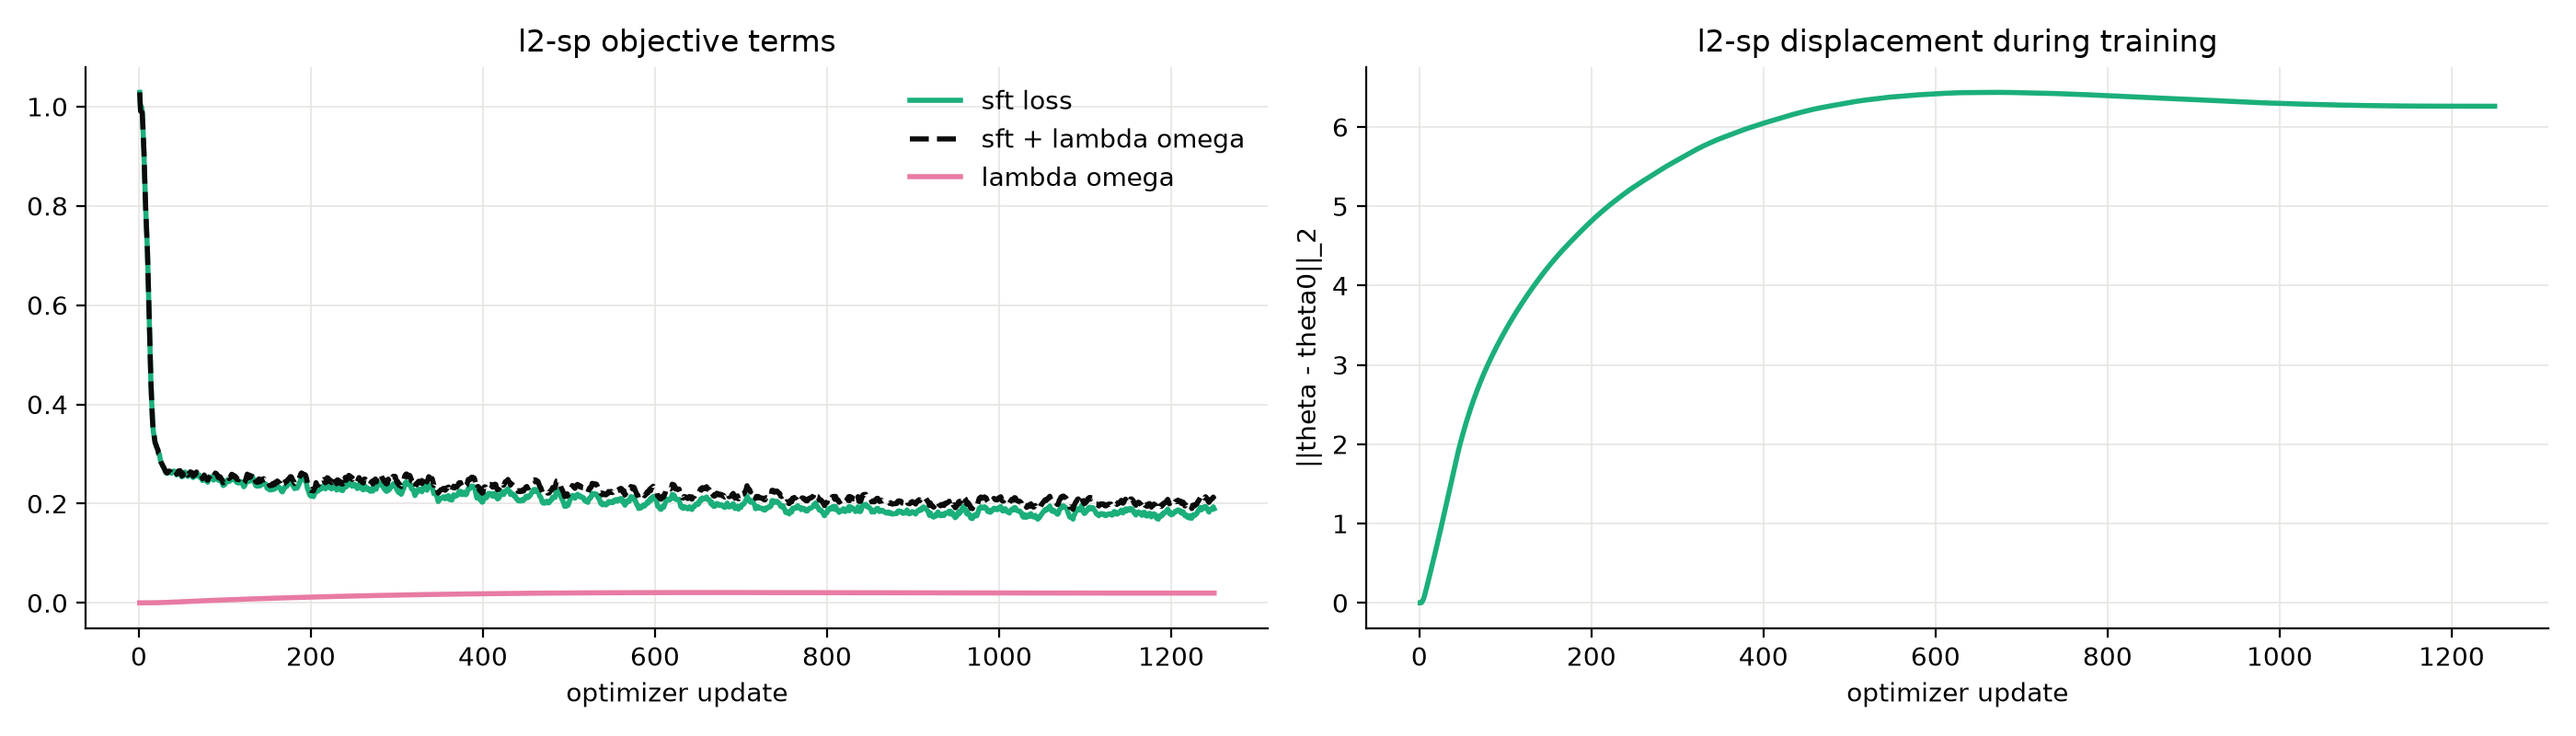 l2-sp objective terms
1.0
0.8
0.6
0.4
0.2
0.0
sft loss
sft + lambda omega
lambda omega
0 200 400 600 800 1000 1200
optimizer update
l2-sp displacement during training
||theta - theta0||_2
6
5
4
3
2
1
0
0 200 400 600 800 1000 1200
optimizer update